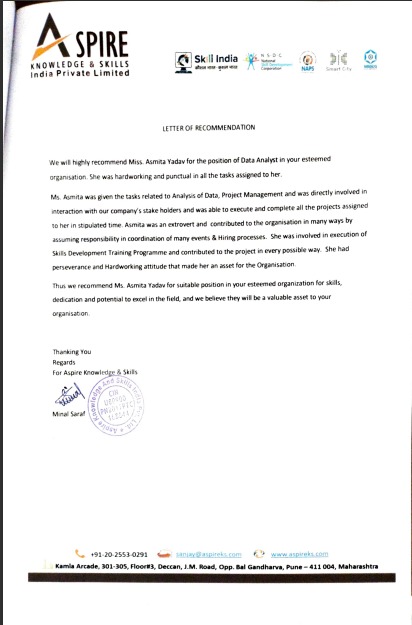 ASPIRE
KNOWLEDGE & SKILLS
India Private Limited
Skill India
कौशल भारत - कुशल भारत
N·S·D·C
National
Skill Development
Corporation
NAPS
Smart City
LETTER OF RECOMMENDATION
We will highly recommend Miss. Asmita Yadav for the position of Data Analyst in your esteemed
organisation. She was hardworking and punctual in all the tasks assigned to her.
Ms. Asmita was given the tasks related to Analysis of Data, Project Management and was directly involved in
interaction with our company's stake holders and was able to execute and complete all the projects assigned
to her in stipulated time. Asmita was an extrovert and contributed to the organisation in many ways by
assuming responsibility in coordination of many events & Hiring processes. She was involved in execution of
Skills Development Training Programme and contributed to the project in every possible way. She had
perseverance and Hardworking attitude that made her an asset for the Organisation.
Thus we recommend Ms. Asmita Yadav for suitable position in your esteemed organization for skills,
dedication and potential to excel in the field, and we believe they will be a valuable asset to your
organisation.
Thanking You
Regards
For Aspire Knowledge & Skills
Minal Saraf
+91-20-2553-0291 sanjay@aspireks.com www.aspireks.com
Kamla Arcade, 301-305, Floor#3, Deccan, J.M. Road, Opp. Bal Gandharva, Pune – 411 004, Maharashtra